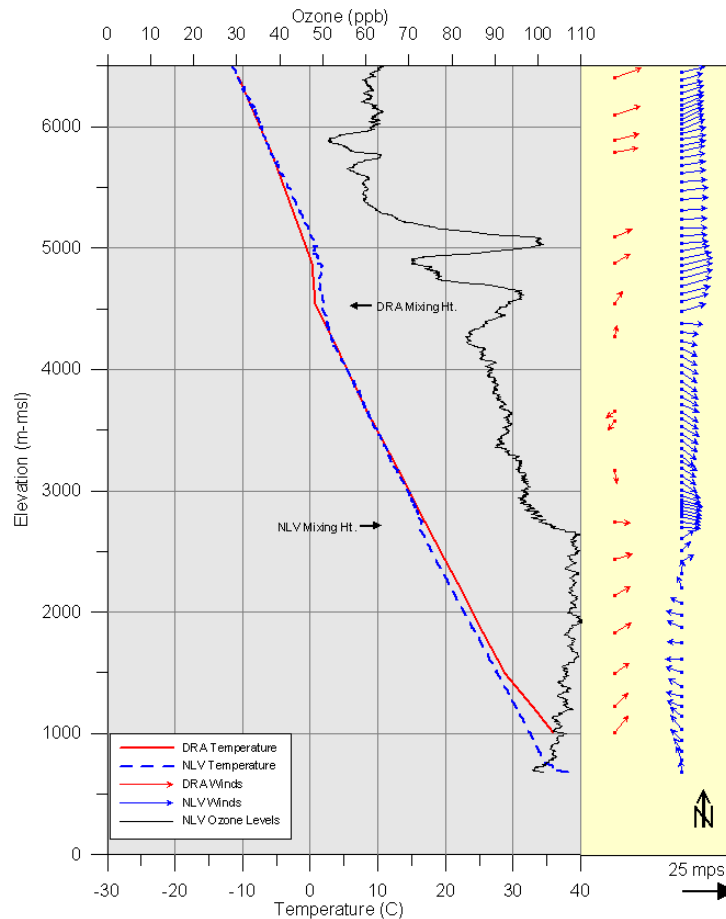 Ozone (ppb)
0 10 20 30 40 50 60 70 80 90 100 110
6000
5000
DRA Mixing Ht.
4000
Elevation (m-msl)
3000
NLV Mixing Ht.
2000
1000
DRA Temperature
NLV Temperature
DRA Winds
NLV Winds
NLV Ozone Levels
N
0
25 mps
-30 -20 -10 0 10 20 30 40
Temperature (C)